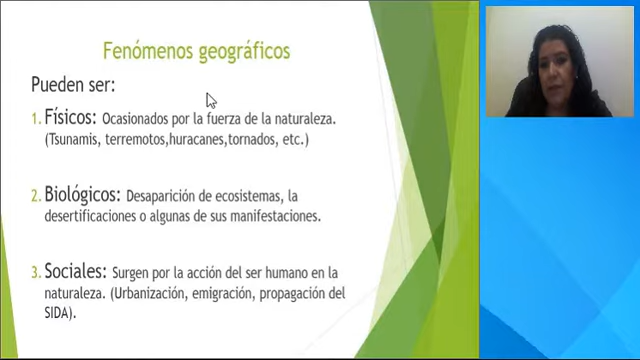 Fenómenos geográficos
Pueden ser:
1. Físicos: Ocasionados por la fuerza de la naturaleza.
(Tsunamis, terremotos,huracanes,tornados, etc.)
2. Biológicos: Desaparición de ecosistemas, la
desertificaciones o algunas de sus manifestaciones.
3. Sociales: Surgen por la acción del ser humano en la
naturaleza. (Urbanización, emigración, propagación del
SIDA).